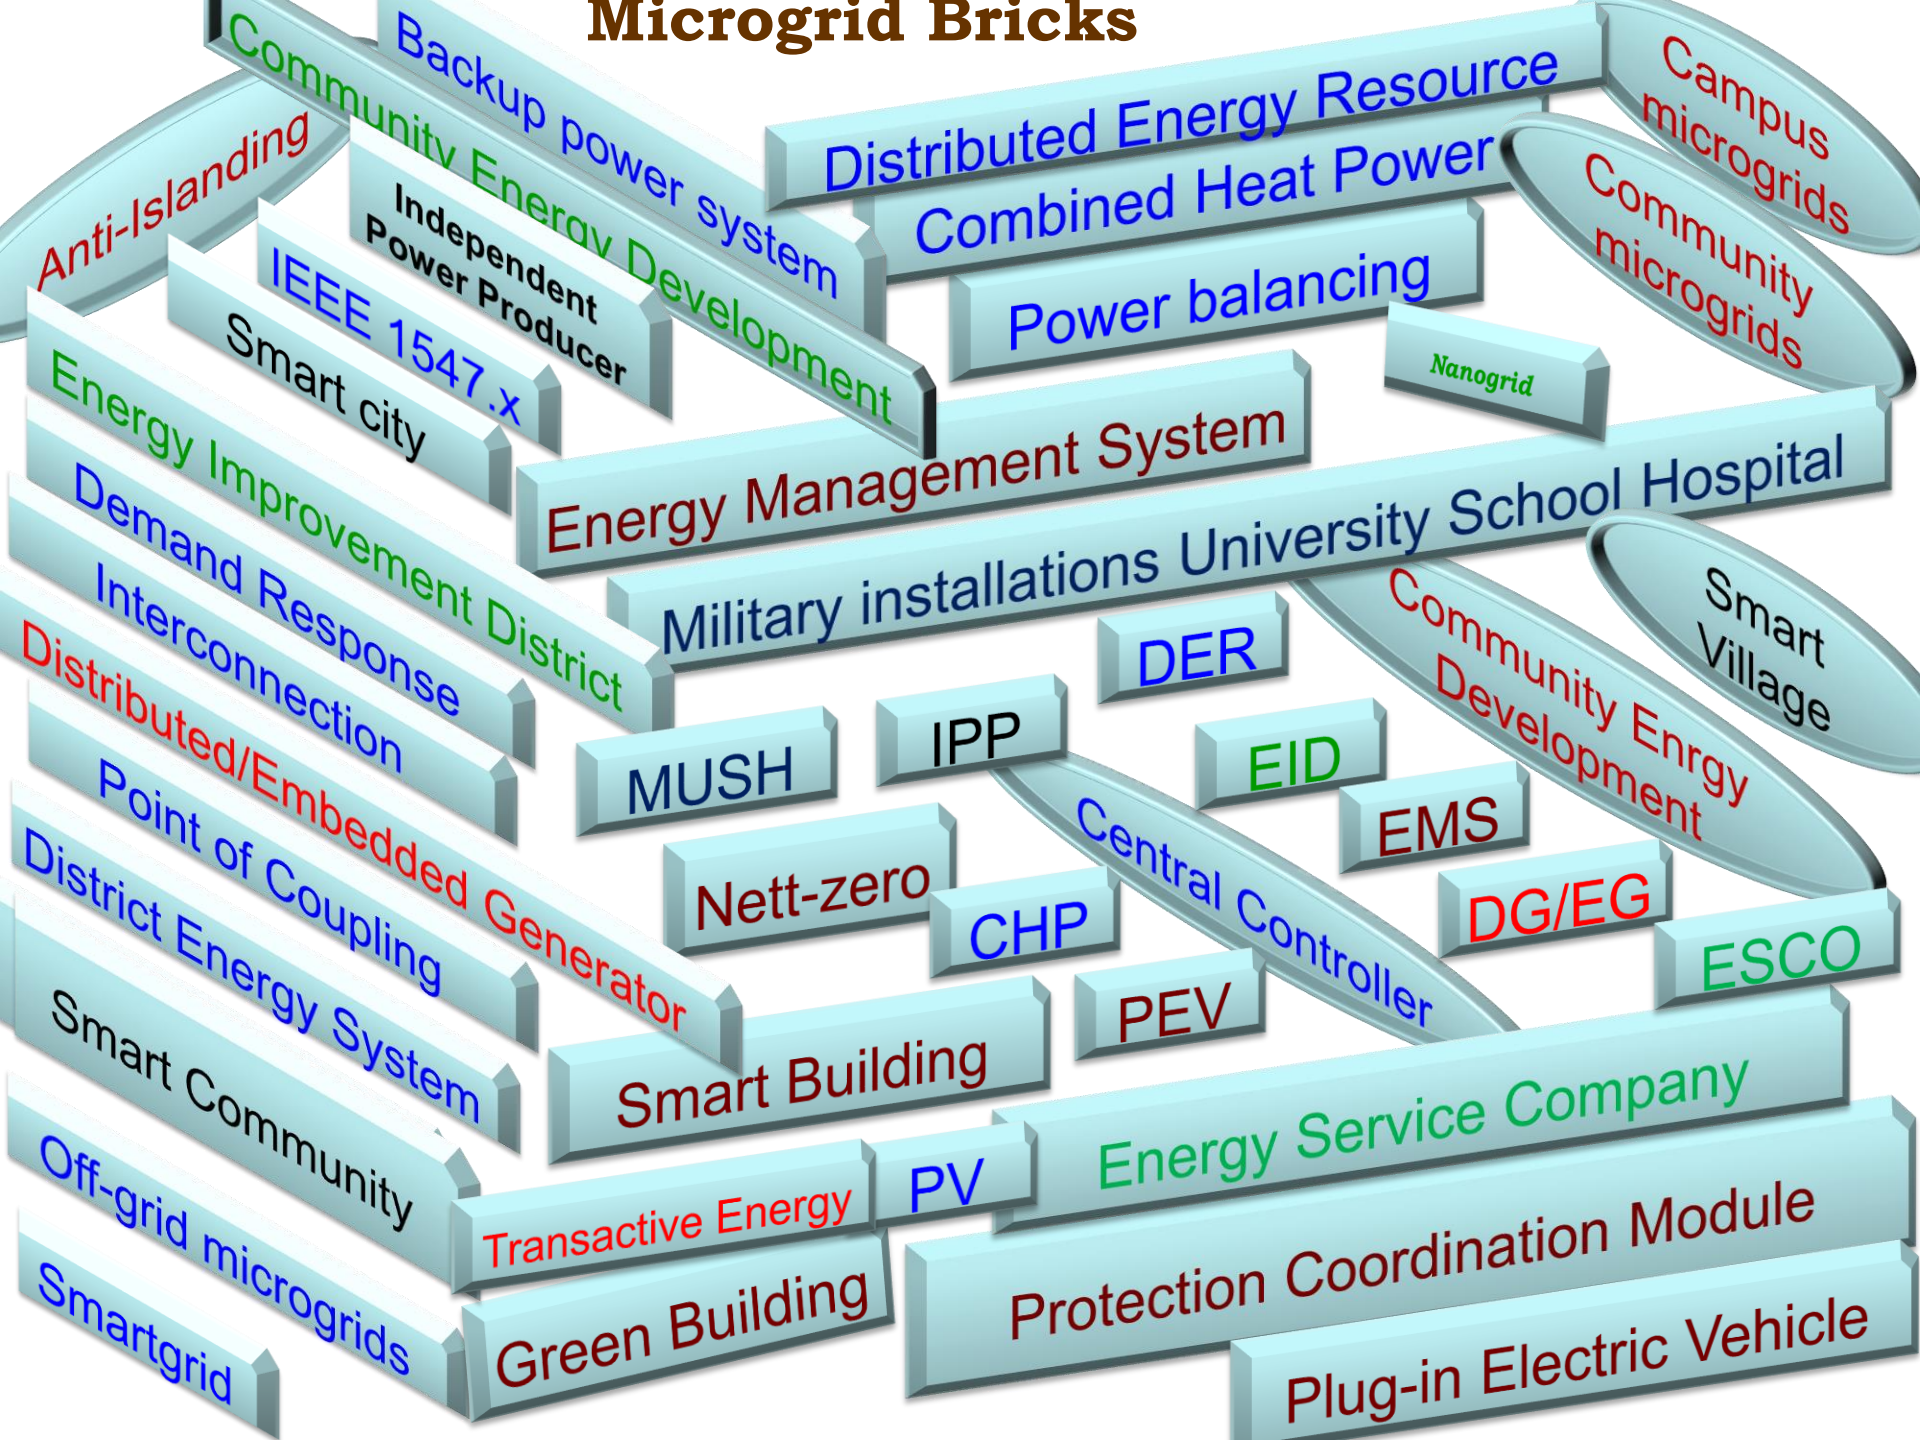 Microgrid Bricks
Backup power system
Community Energy Development
Distributed Energy Resource
Campus
microgrids
Anti-Islanding
Combined Heat Power
Community
microgrids
Independent
Power Producer
IEEE 1547.x
Power balancing
Smart city
Nanogrid
Energy Improvement District
Energy Management System
Demand Response
Military installations University School Hospital
Interconnection
Smart
Village
Community Enrgy
Development
Distributed/Embedded Generator
DER
IPP
EID
MUSH
Point of Coupling
EMS
Central Controller
Nett-zero
CHP
DG/EG
District Energy System
ESCO
PEV
Smart Community
Smart Building
Energy Service Company
Off-grid microgrids
Transactive Energy
PV
Protection Coordination Module
Smartgrid
Green Building
Plug-in Electric Vehicle